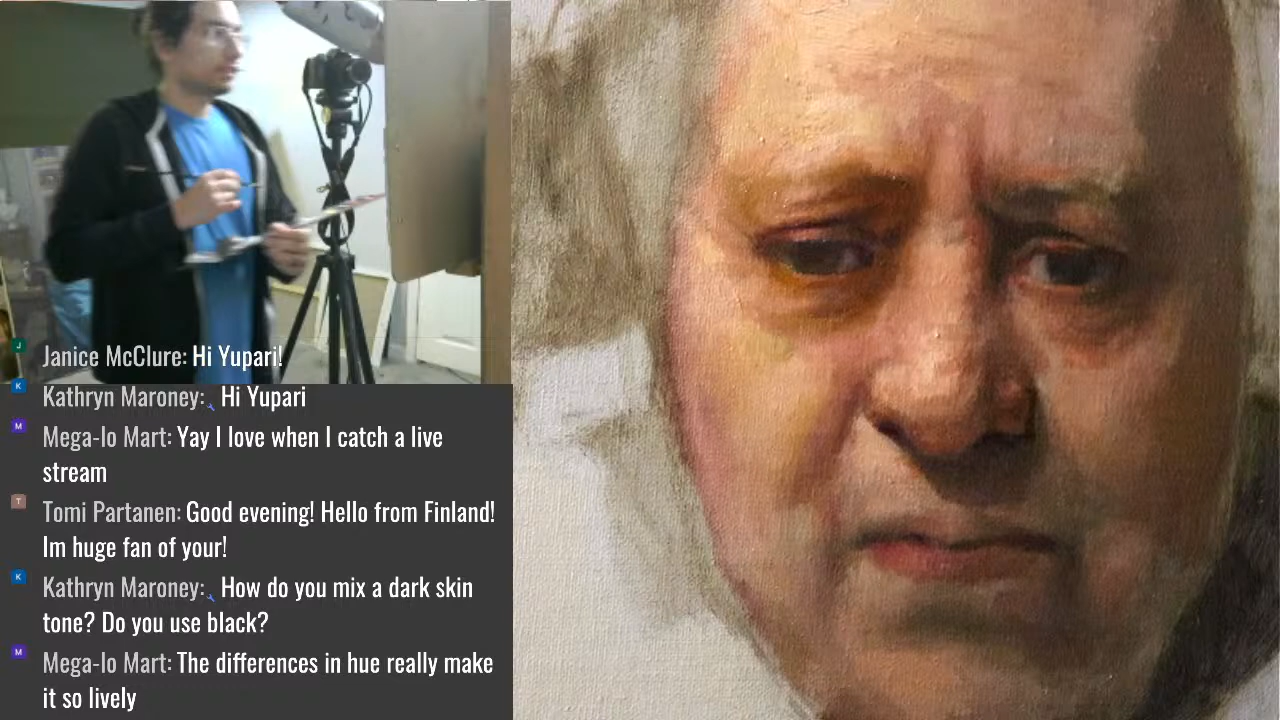 J Janice McClure: Hi Yupari!
K Kathryn Maroney: Hi Yupari
M Mega-lo Mart: Yay I love when I catch a live
stream
T Tomi Partanen: Good evening! Hello from Finland!
Im huge fan of your!
K Kathryn Maroney: How do you mix a dark skin
tone? Do you use black?
M Mega-lo Mart: The differences in hue really make
it so lively